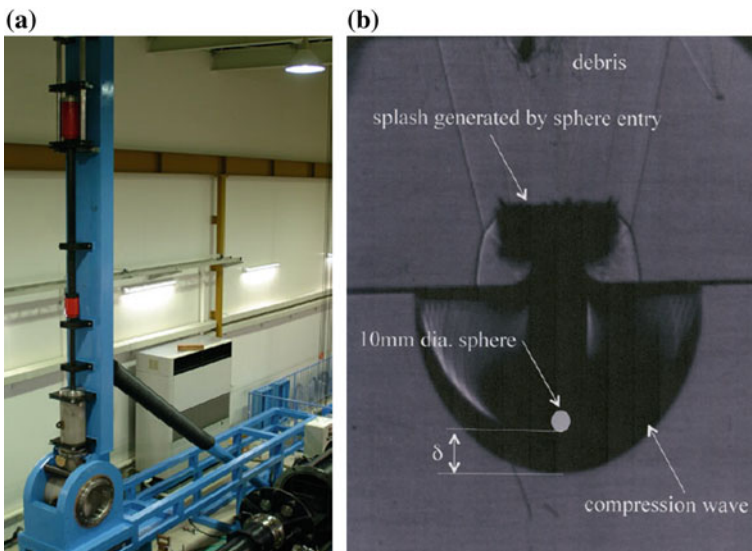 (a)
(b)
debris
splash generated by sphere entry
10mm dia. sphere
δ
compression wave